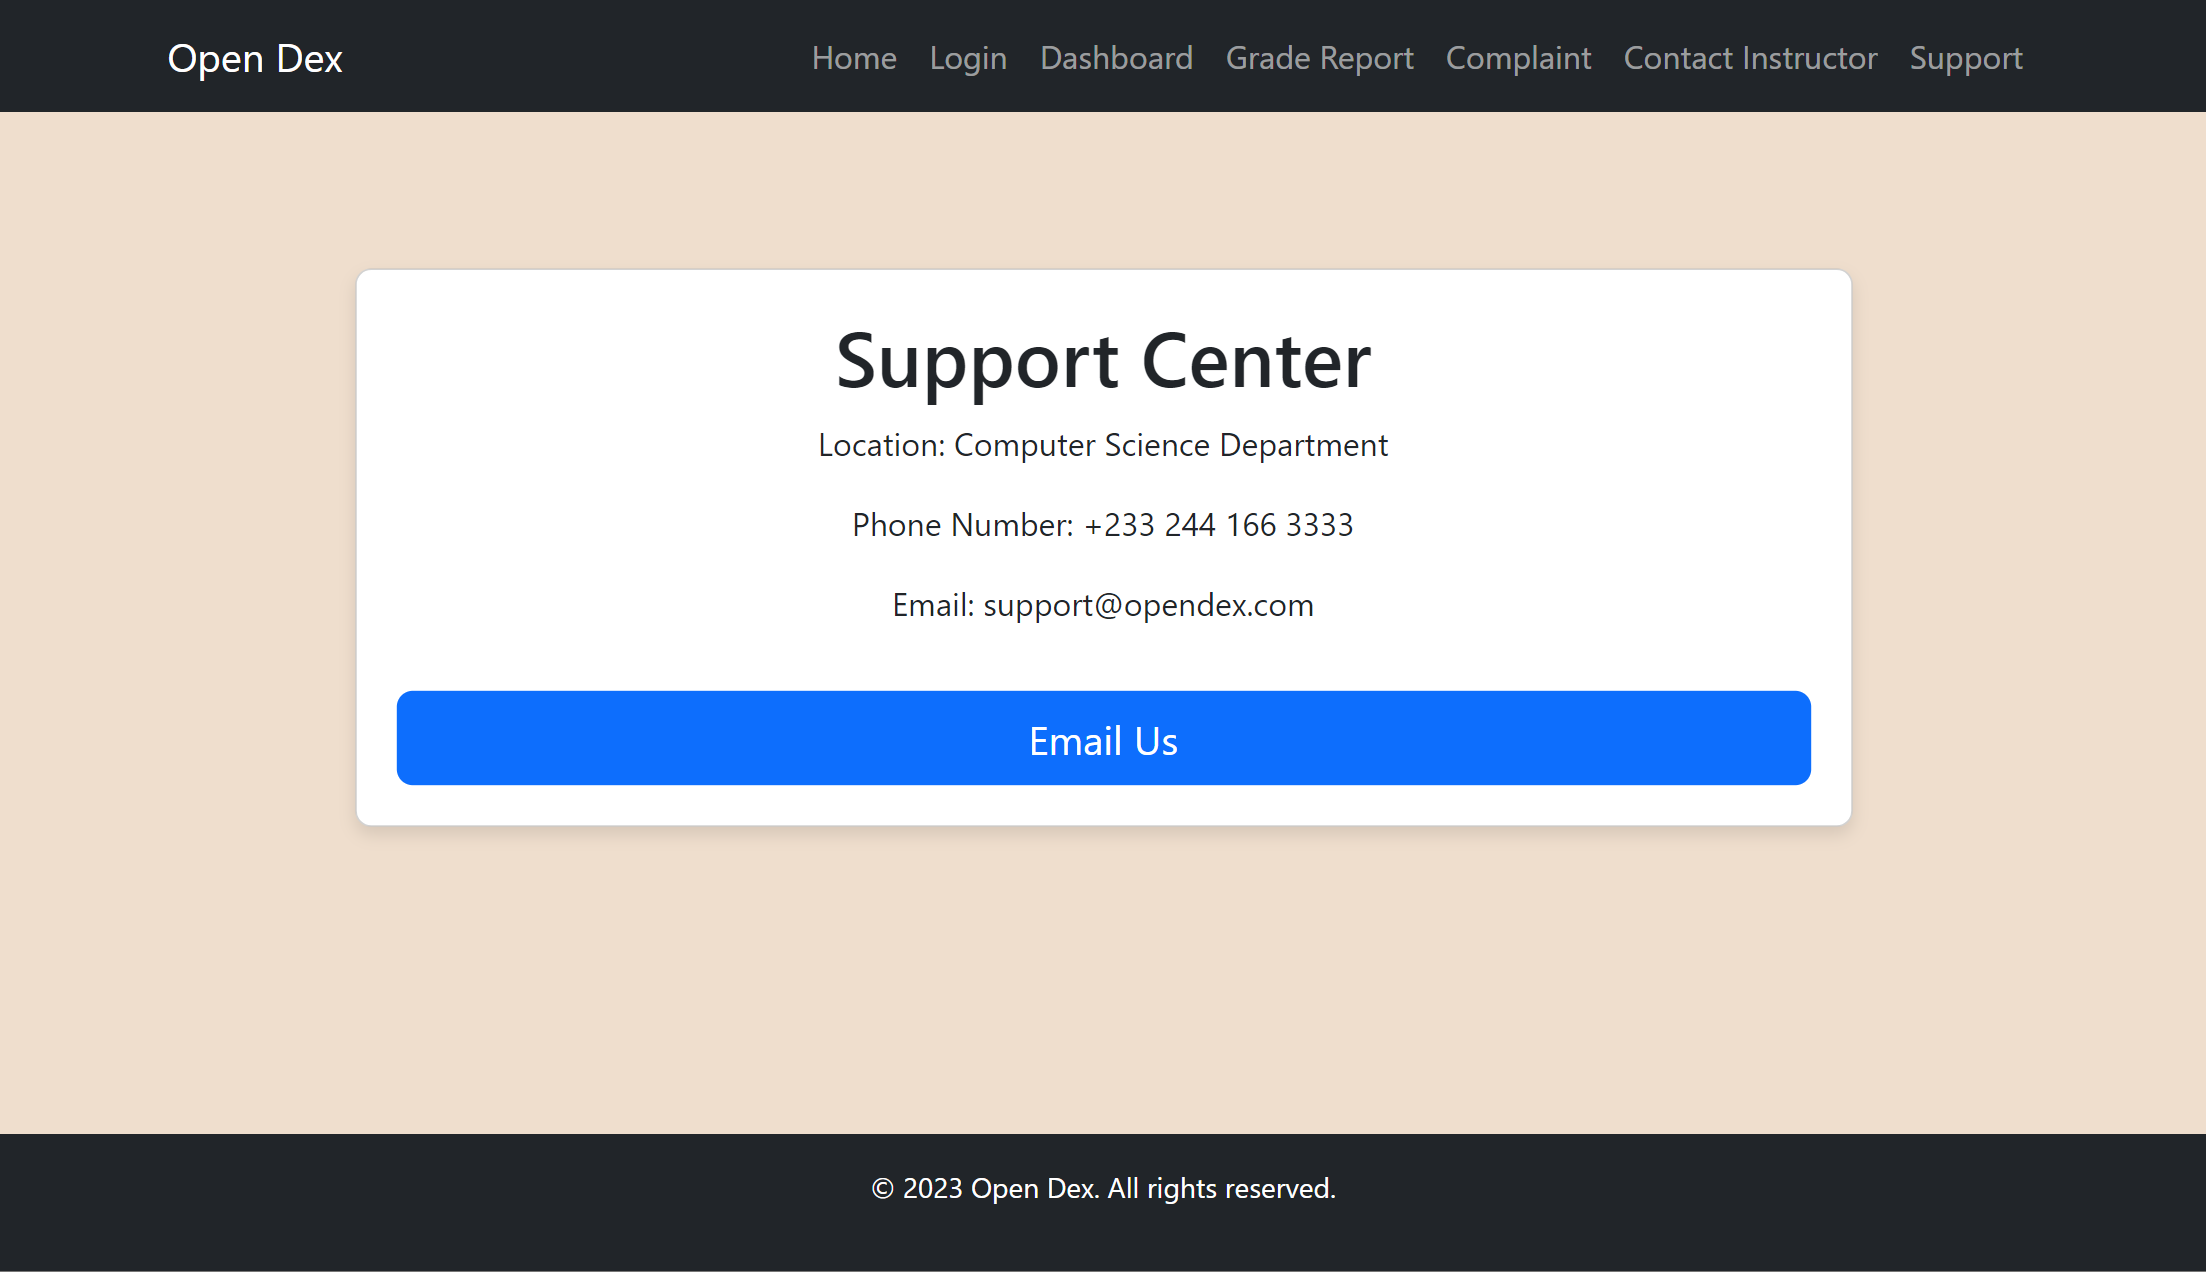 Open Dex
Home Login Dashboard Grade Report Complaint Contact Instructor Support
Support Center
Location: Computer Science Department
Phone Number: +233 244 166 3333
Email: support@opendex.com
Email Us
© 2023 Open Dex. All rights reserved.